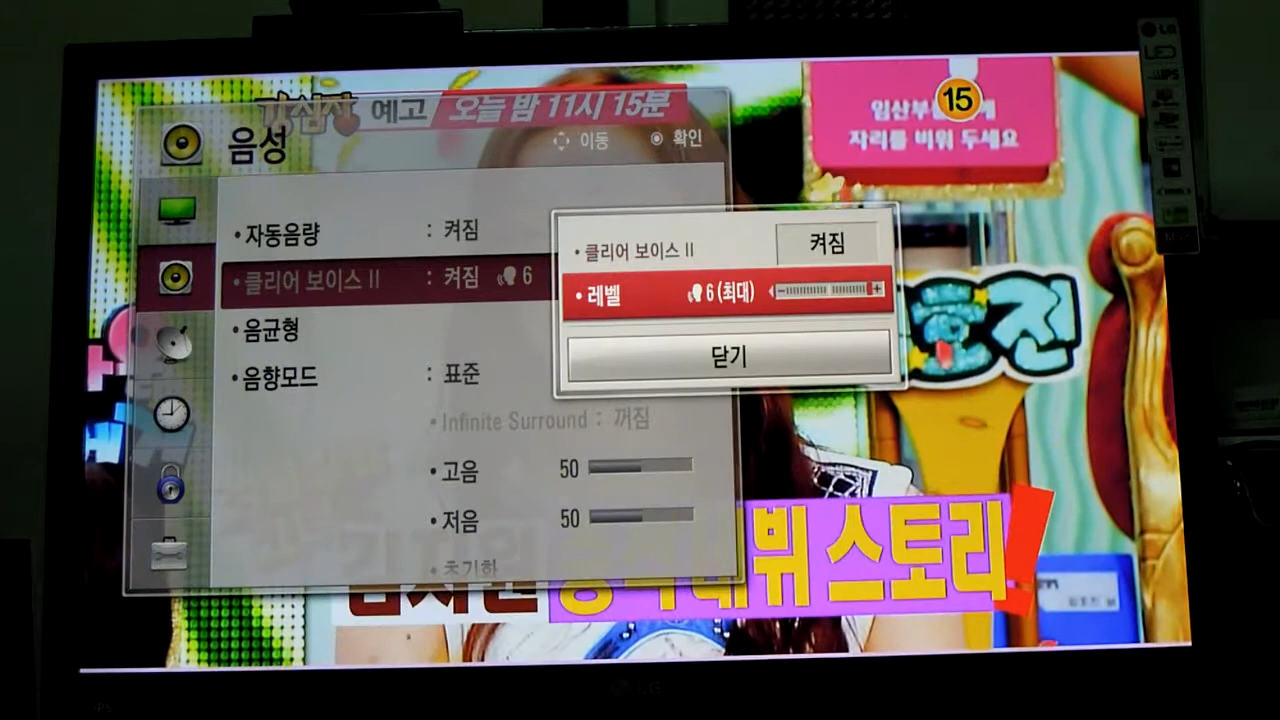 예고 오늘 밤 11시 15분
음성
이동
확인
15
자리를 비워 두세요
• 자동음량 : 켜짐
• 클리어 보이스 II : 켜짐 6
• 음균형
• 음향모드 : 표준
• Infinite Surround : 꺼짐
• 고음 50
• 저음 50
• 초기화
• 클리어 보이스 II 켜짐
• 레벨 6 (최대) - +
닫기
스토리
LG
LG
LED
IPS